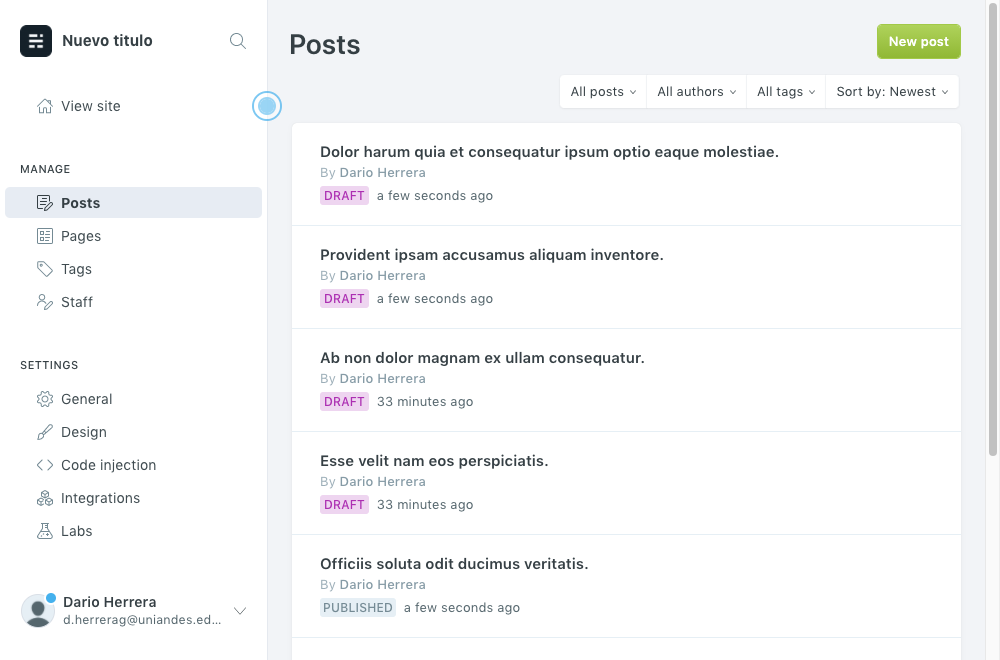 Nuevo titulo
View site
MANAGE
Posts
Pages
Tags
Staff
SETTINGS
General
Design
Code injection
Integrations
Labs
Dario Herrera
d.herrerag@uniandes.ed...
Posts
New post
All posts
All authors
All tags
Sort by: Newest
Dolor harum quia et consequatur ipsum optio eaque molestiae.
By Dario Herrera
DRAFT a few seconds ago
Provident ipsam accusamus aliquam inventore.
By Dario Herrera
DRAFT a few seconds ago
Ab non dolor magnam ex ullam consequatur.
By Dario Herrera
DRAFT 33 minutes ago
Esse velit nam eos perspiciatis.
By Dario Herrera
DRAFT 33 minutes ago
Officiis soluta odit ducimus veritatis.
By Dario Herrera
PUBLISHED a few seconds ago